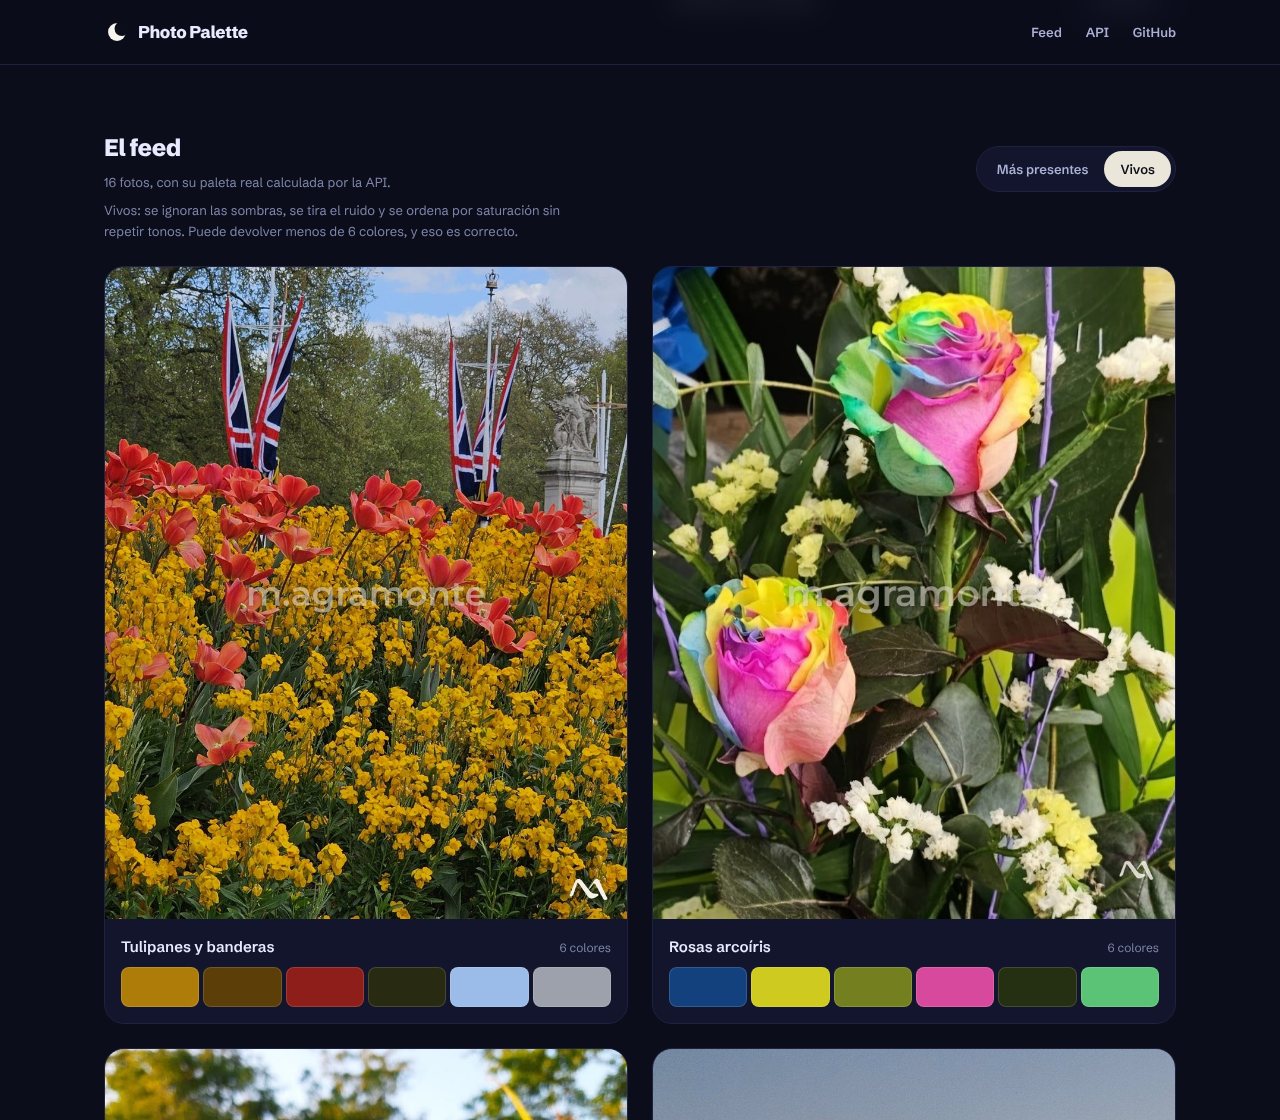 Photo Palette
Feed
API
GitHub
El feed
16 fotos, con su paleta real calculada por la API.
Vivos: se ignoran las sombras, se tira el ruido y se ordena por saturación sin
repetir tonos. Puede devolver menos de 6 colores, y eso es correcto.
Más presentes
Vivos
m.agramonte
m.agramonte
Tulipanes y banderas
6 colores
Rosas arcoíris
6 colores